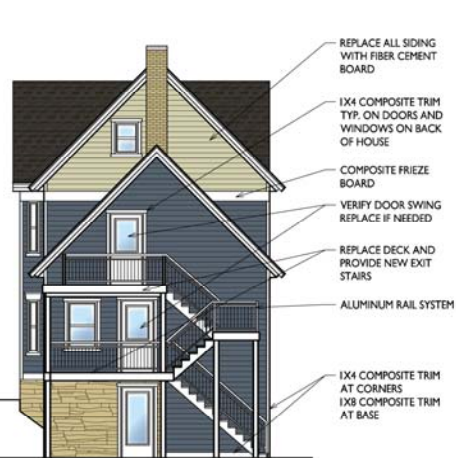 REPLACE ALL SIDING
WITH FIBER CEMENT
BOARD
1X4 COMPOSITE TRIM
TYP. ON DOORS AND
WINDOWS ON BACK
OF HOUSE
COMPOSITE FRIEZE
BOARD
VERIFY DOOR SWING
REPLACE IF NEEDED
REPLACE DECK AND
PROVIDE NEW EXIT
STAIRS
ALUMINUM RAIL SYSTEM
1X4 COMPOSITE TRIM
AT CORNERS
1X8 COMPOSITE TRIM
AT BASE